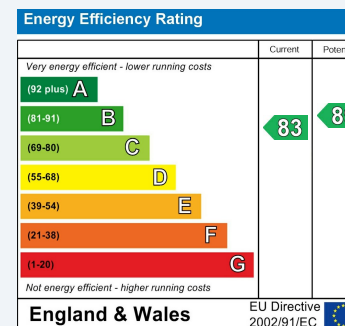 Energy Efficiency Rating
Current
Very energy efficient - lower running costs
(92 plus) A
(81-91) B
(69-80) C
(55-68) D
(39-54) E
(21-38) F
(1-20) G
83
Not energy efficient - higher running costs
England & Wales
EU Directive
2002/91/EC